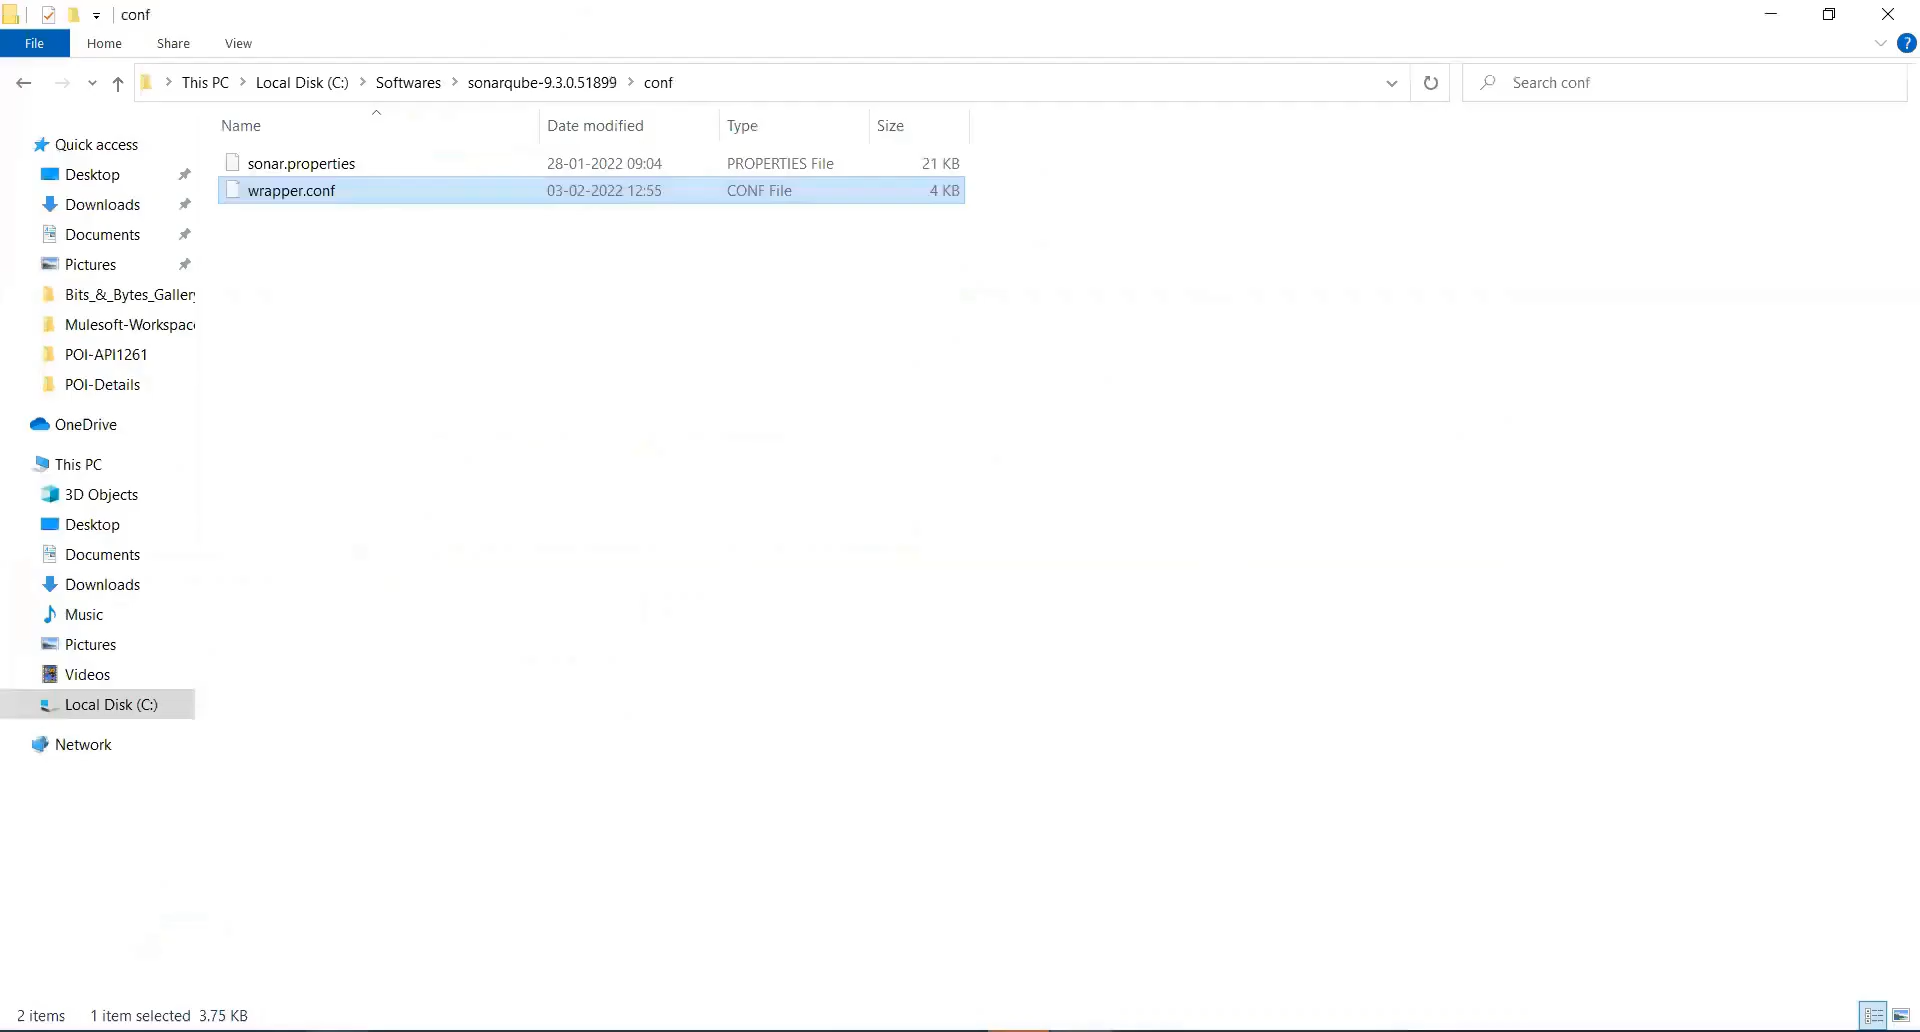 conf
File Home Share View
?
This PC Local Disk (C:) Softwares sonarqube-9.3.0.51899 conf Search conf
Name Date modified Type Size
sonar.properties 28-01-2022 09:04 PROPERTIES File 21 KB
wrapper.conf 03-02-2022 12:55 CONF File 4 KB
Quick access
Desktop
Downloads
Documents
Pictures
Bits_&_Bytes_Gallery
Mulesoft-Workspac
POI-API1261
POI-Details
OneDrive
This PC
3D Objects
Desktop
Documents
Downloads
Music
Pictures
Videos
Local Disk (C:)
Network
2 items 1 item selected 3.75 KB